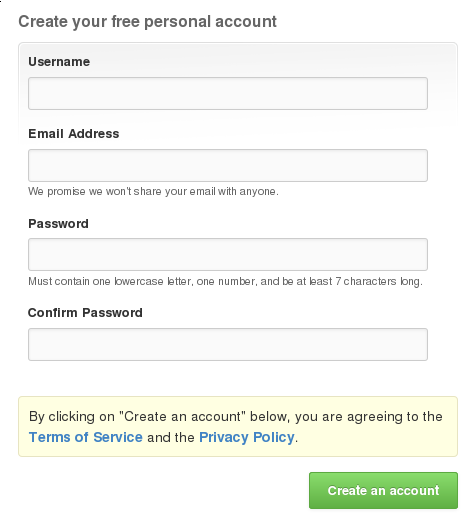 Create your free personal account
Username
Email Address
We promise we won't share your email with anyone.
Password
Must contain one lowercase letter, one number, and be at least 7 characters long.
Confirm Password
By clicking on "Create an account" below, you are agreeing to the
Terms of Service and the Privacy Policy.
Create an account